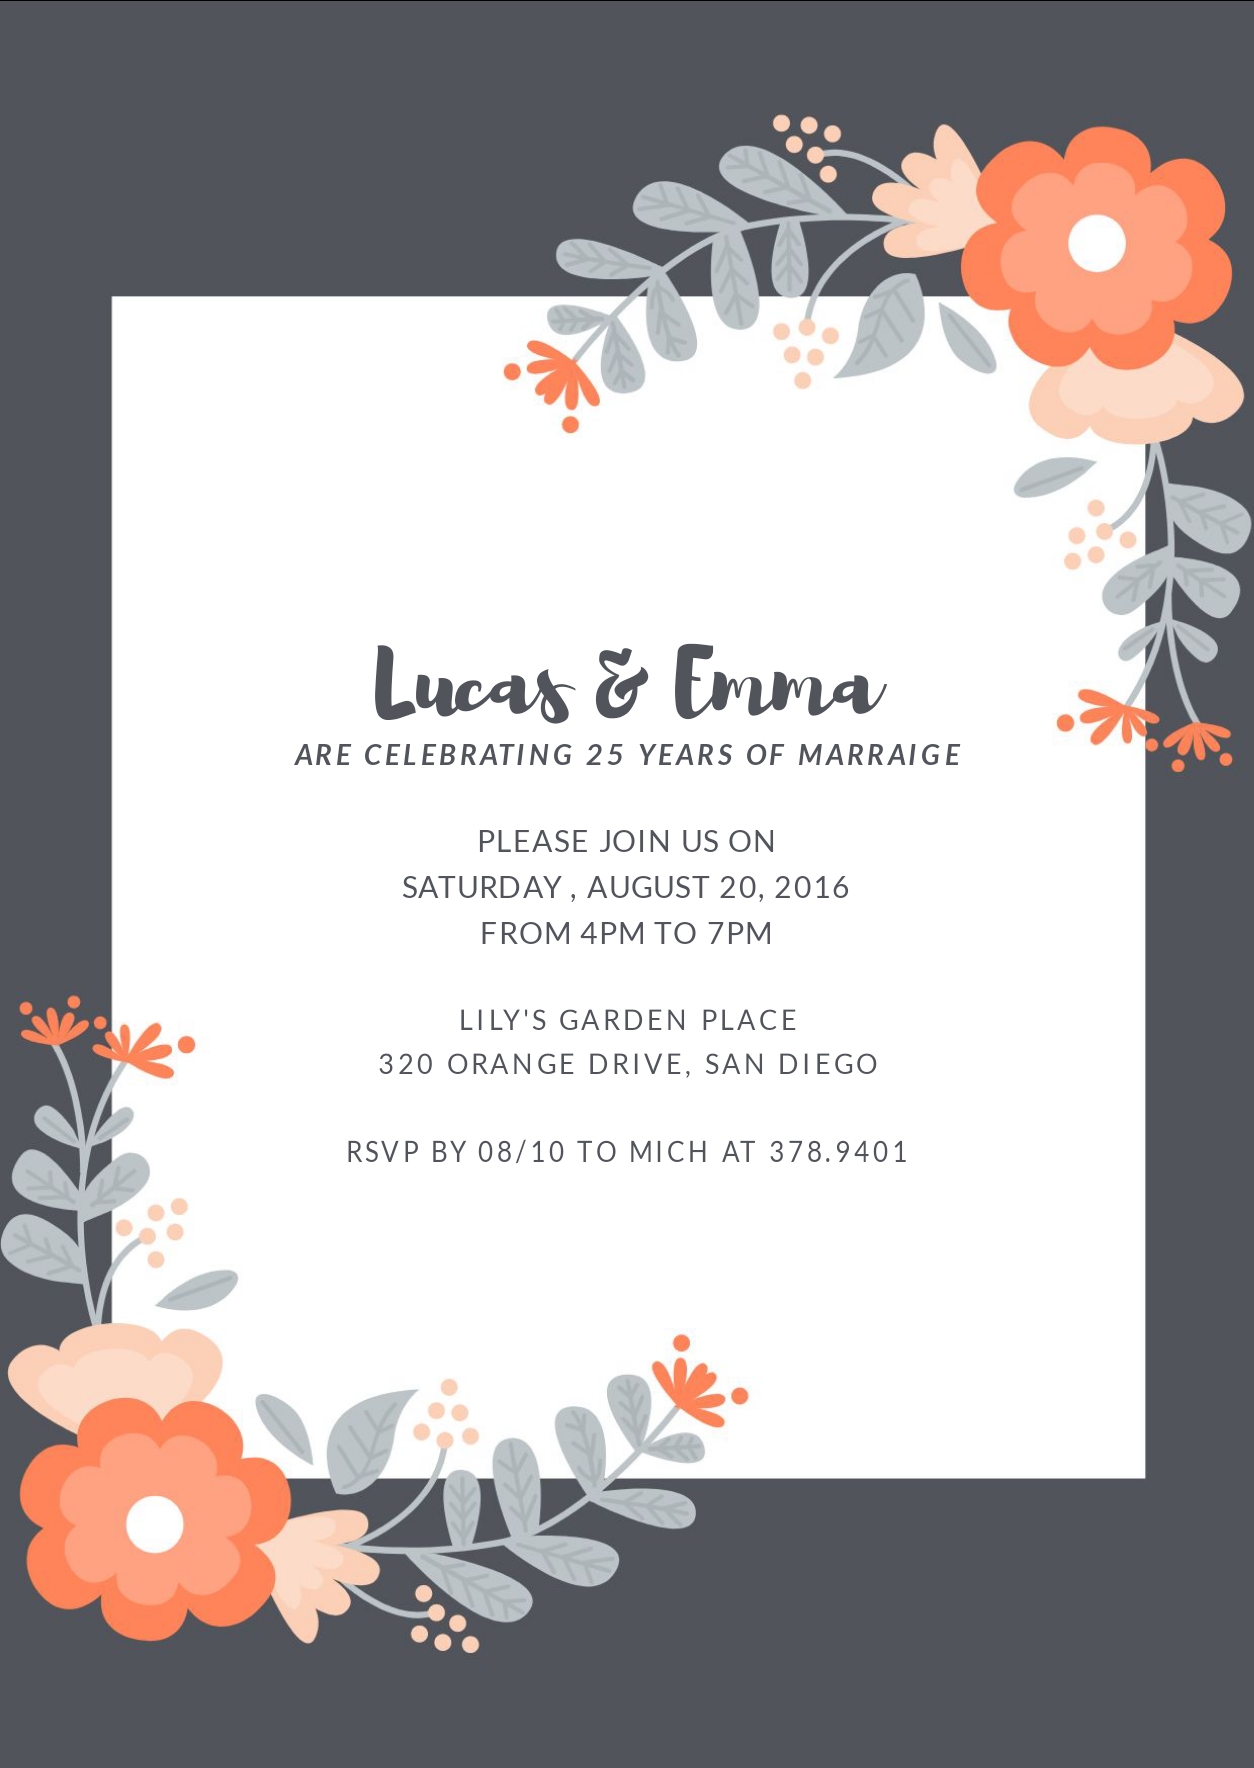 Lucas & Emma
ARE CELEBRATING 25 YEARS OF MARRAIGE
PLEASE JOIN US ON
SATURDAY , AUGUST 20, 2016
FROM 4PM TO 7PM
LILY'S GARDEN PLACE
320 ORANGE DRIVE, SAN DIEGO
RSVP BY 08/10 TO MICH AT 378.9401